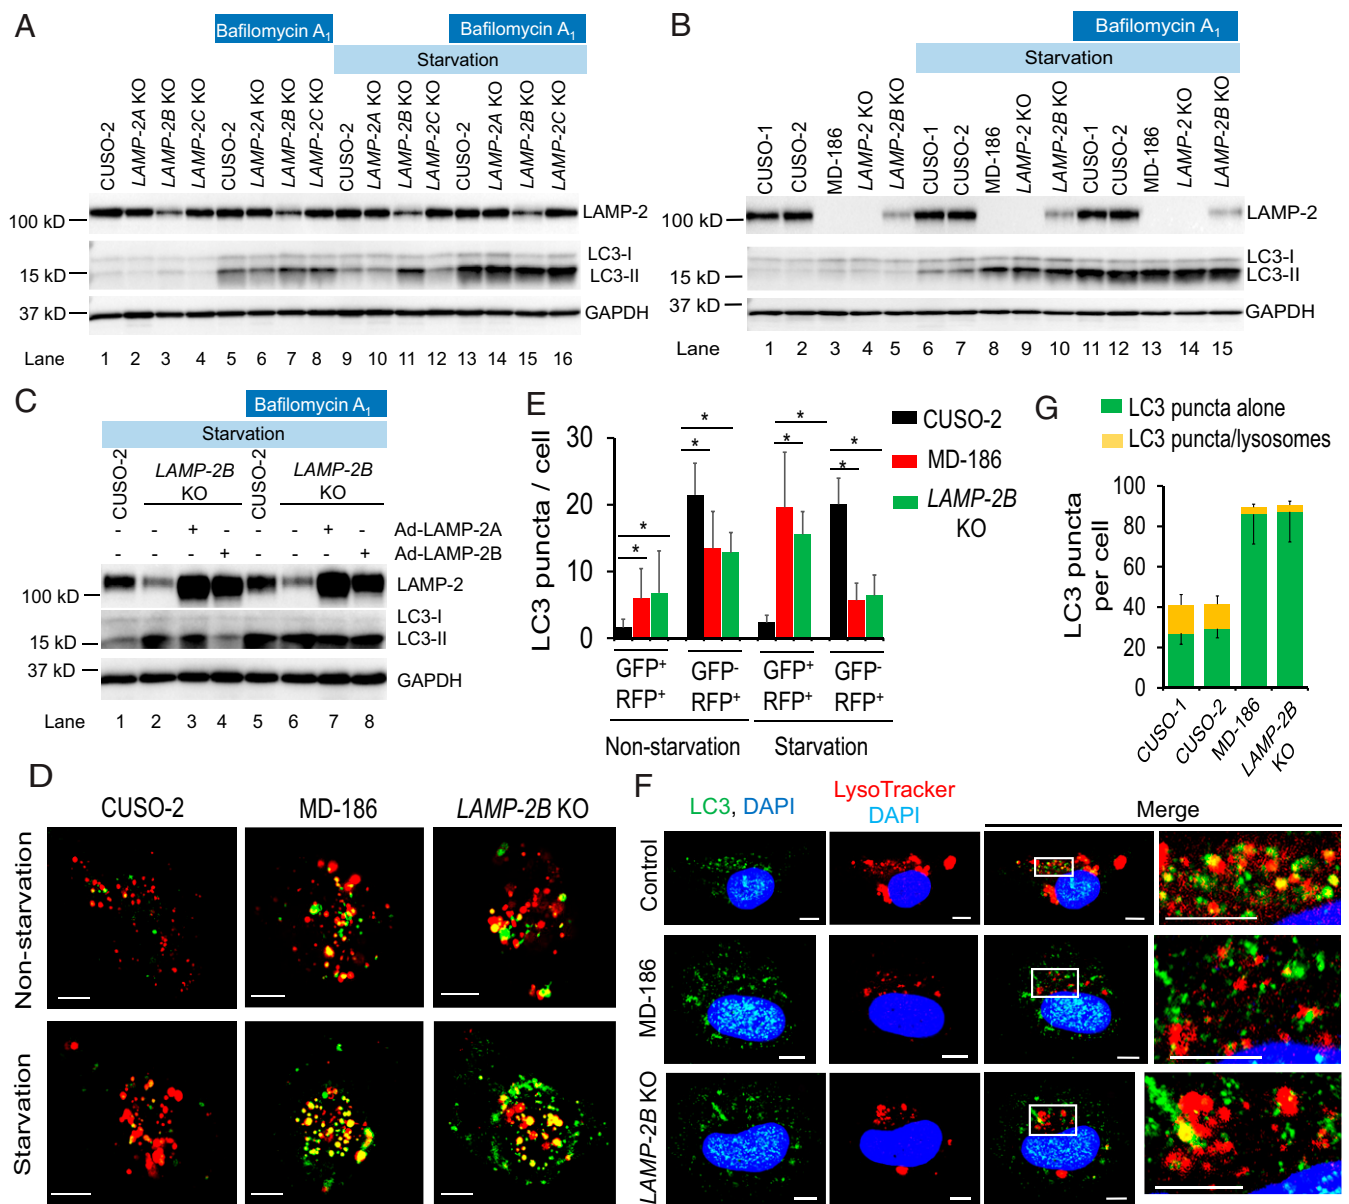 A
Bafilomycin A1
Bafilomycin A1
Starvation
CUSO-2
LAMP-2A KO
LAMP-2B KO
LAMP-2C KO
CUSO-2
LAMP-2A KO
LAMP-2B KO
LAMP-2C KO
CUSO-2
LAMP-2A KO
LAMP-2B KO
LAMP-2C KO
CUSO-2
LAMP-2A KO
LAMP-2B KO
LAMP-2C KO
100 kD
LAMP-2
LC3-I
15 kD
LC3-II
37 kD
GAPDH
Lane 1 2 3 4 5 6 7 8 9 10 11 12 13 14 15 16
B
Bafilomycin A1
Starvation
CUSO-1
CUSO-2
MD-186
LAMP-2 KO
LAMP-2B KO
CUSO-1
CUSO-2
MD-186
LAMP-2 KO
LAMP-2B KO
CUSO-1
CUSO-2
MD-186
LAMP-2 KO
LAMP-2B KO
100 kD
LAMP-2
LC3-I
15 kD
LC3-II
37 kD
GAPDH
Lane 1 2 3 4 5 6 7 8 9 10 11 12 13 14 15
C
Bafilomycin A1
Starvation
CUSO-2
LAMP-2B
KO
CUSO-2
LAMP-2B
KO
- - + - - - + - Ad-LAMP-2A
- - - + - - - + Ad-LAMP-2B
100 kD
LAMP-2
LC3-I
15 kD
LC3-II
37 kD
GAPDH
Lane 1 2 3 4 5 6 7 8
E
LC3 puncta / cell
30
20
10
0
* * * *
* * * *
CUSO-2
MD-186
LAMP-2B
KO
GFP+ GFP- GFP+ GFP-
RFP+ RFP+ RFP+ RFP+
Non-starvation Starvation
G
LC3 puncta alone
LC3 puncta/lysosomes
LC3 puncta
per cell
100
80
60
40
20
0
CUSO-1
CUSO-2
MD-186
LAMP-2B
KO
D
CUSO-2 MD-186 LAMP-2B KO
Non-starvation
Starvation
F
LC3, DAPI
LysoTracker
DAPI
Merge
Control
MD-186
LAMP-2B KO